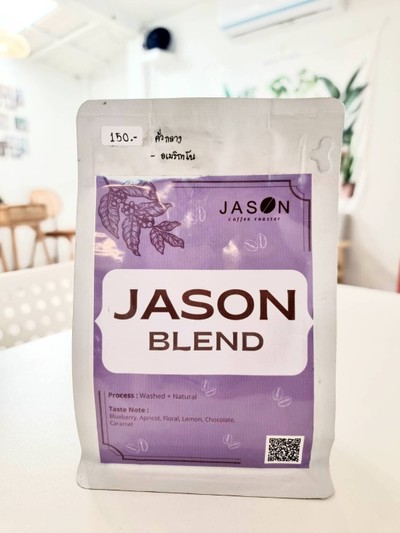 150.-
คั่วกลาง
- อเมริกาโน
JASON
coffee roaster
JASON
BLEND
Process : Washed + Natural
Taste Note :
Blueberry, Apricot, Floral, Lemon, Chocolate,
Caramel